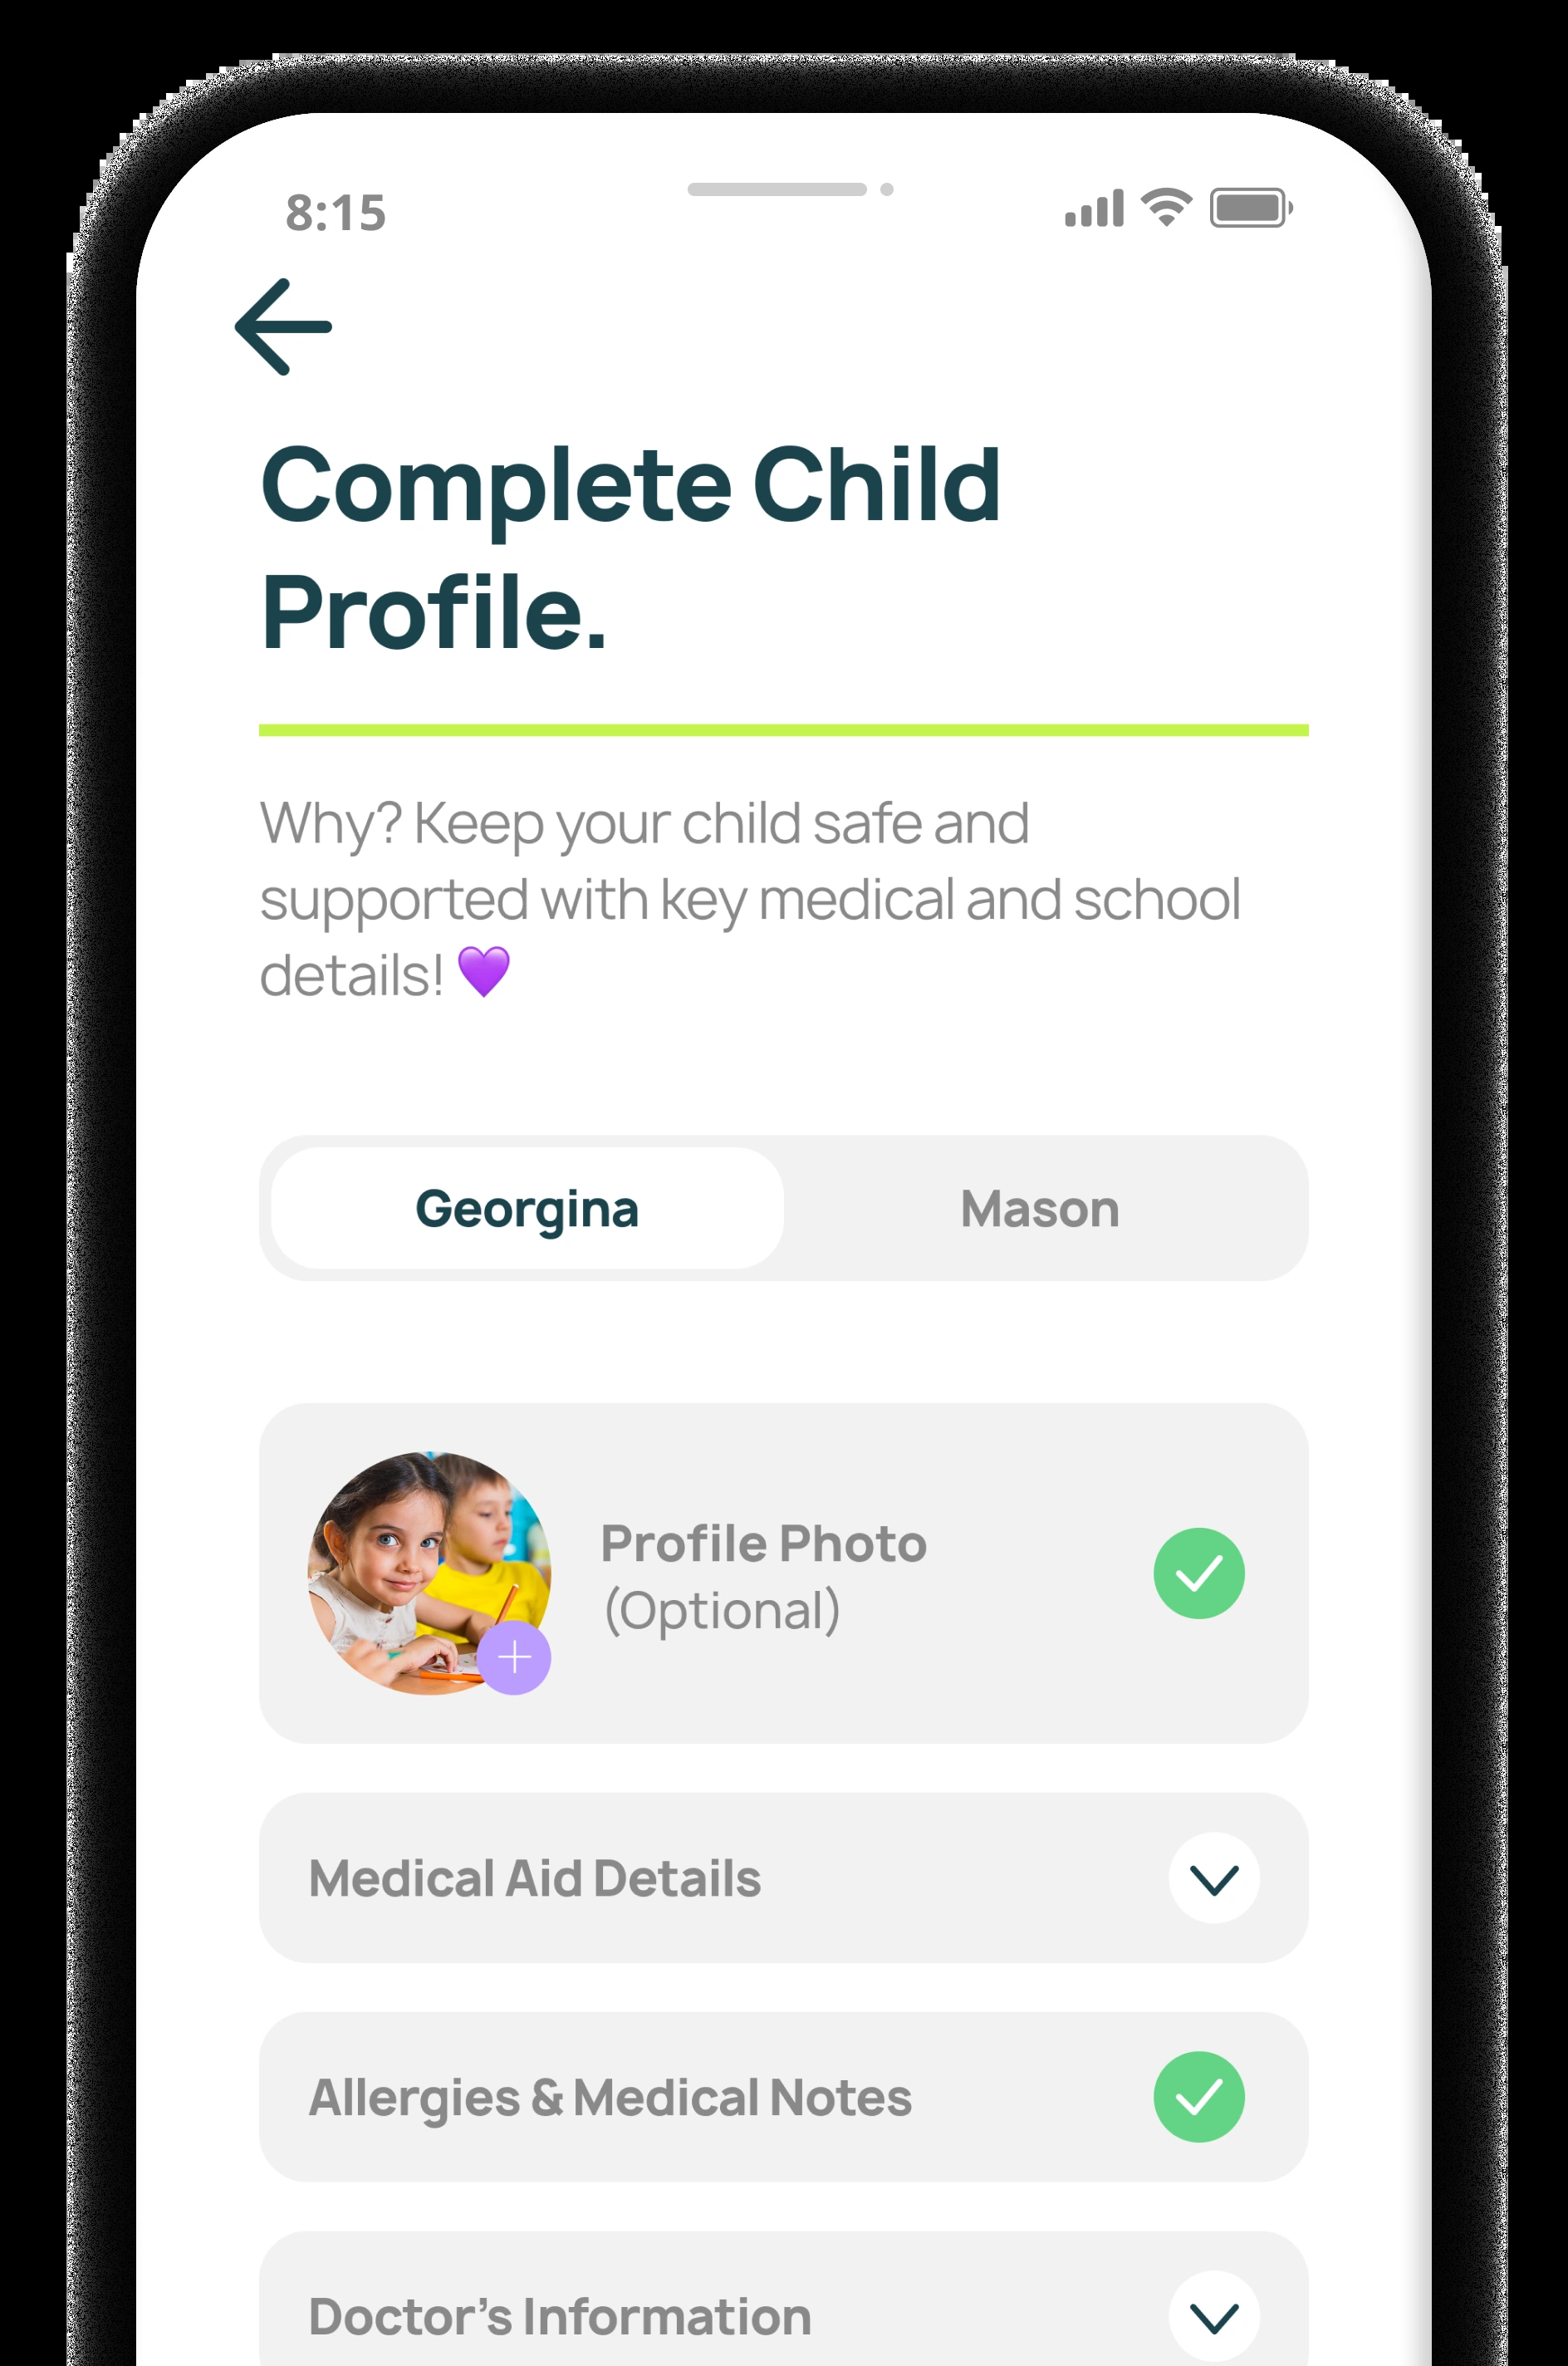 8:15
Complete Child
Profile.
Why? Keep your child safe and
supported with key medical and school
details! 💜
Georgina
Mason
Profile Photo
(Optional)
Medical Aid Details
Allergies & Medical Notes
Doctor’s Information